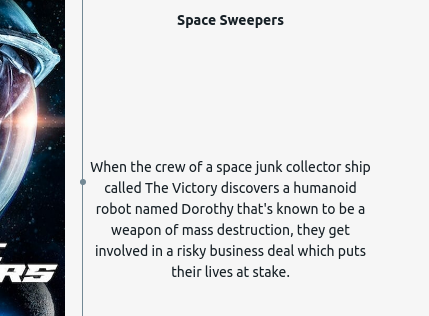 Space Sweepers
When the crew of a space junk collector ship
called The Victory discovers a humanoid
robot named Dorothy that's known to be a
weapon of mass destruction, they get
involved in a risky business deal which puts
their lives at stake.
RS